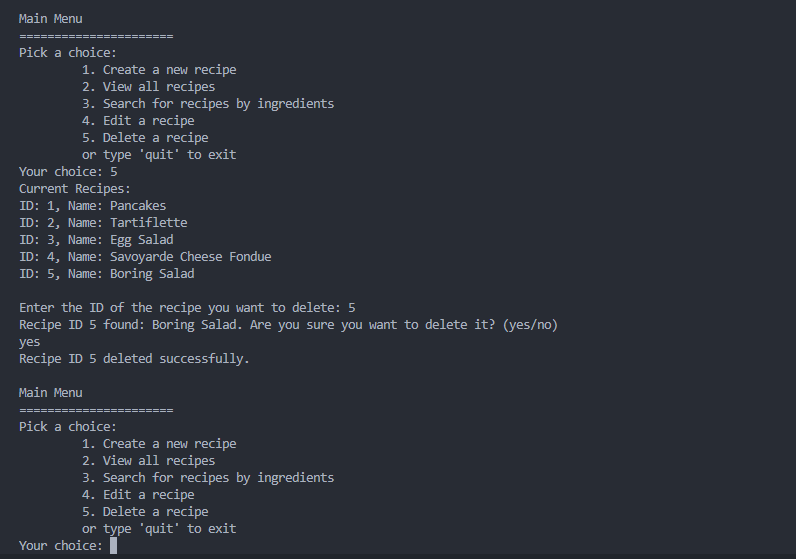 Main Menu
======================
Pick a choice:
        1. Create a new recipe
        2. View all recipes
        3. Search for recipes by ingredients
        4. Edit a recipe
        5. Delete a recipe
        or type 'quit' to exit
Your choice: 5
Current Recipes:
ID: 1, Name: Pancakes
ID: 2, Name: Tartiflette
ID: 3, Name: Egg Salad
ID: 4, Name: Savoyarde Cheese Fondue
ID: 5, Name: Boring Salad

Enter the ID of the recipe you want to delete: 5
Recipe ID 5 found: Boring Salad. Are you sure you want to delete it? (yes/no)
yes
Recipe ID 5 deleted successfully.

Main Menu
======================
Pick a choice:
        1. Create a new recipe
        2. View all recipes
        3. Search for recipes by ingredients
        4. Edit a recipe
        5. Delete a recipe
        or type 'quit' to exit
Your choice: